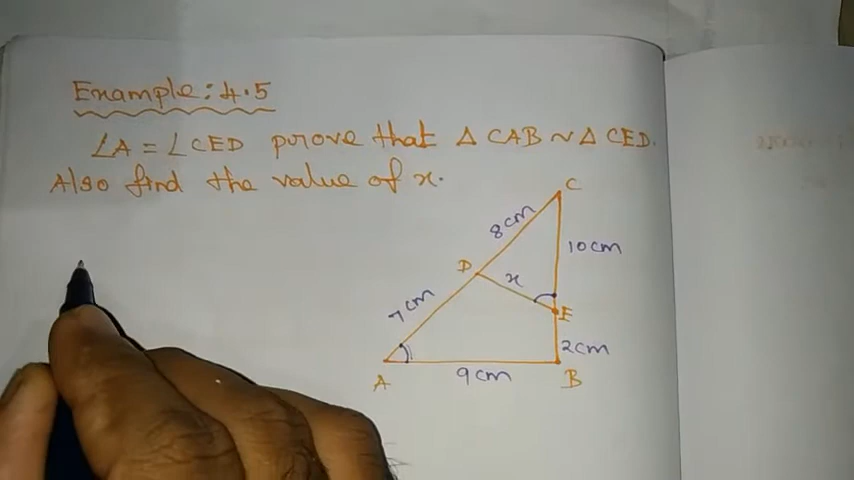 Example: 4.5
∠A = ∠CED prove that △ CAB ~ △ CED.
Also find the value of x.
C
8cm
10cm
D
x
7cm
E
2cm
A
9cm
B